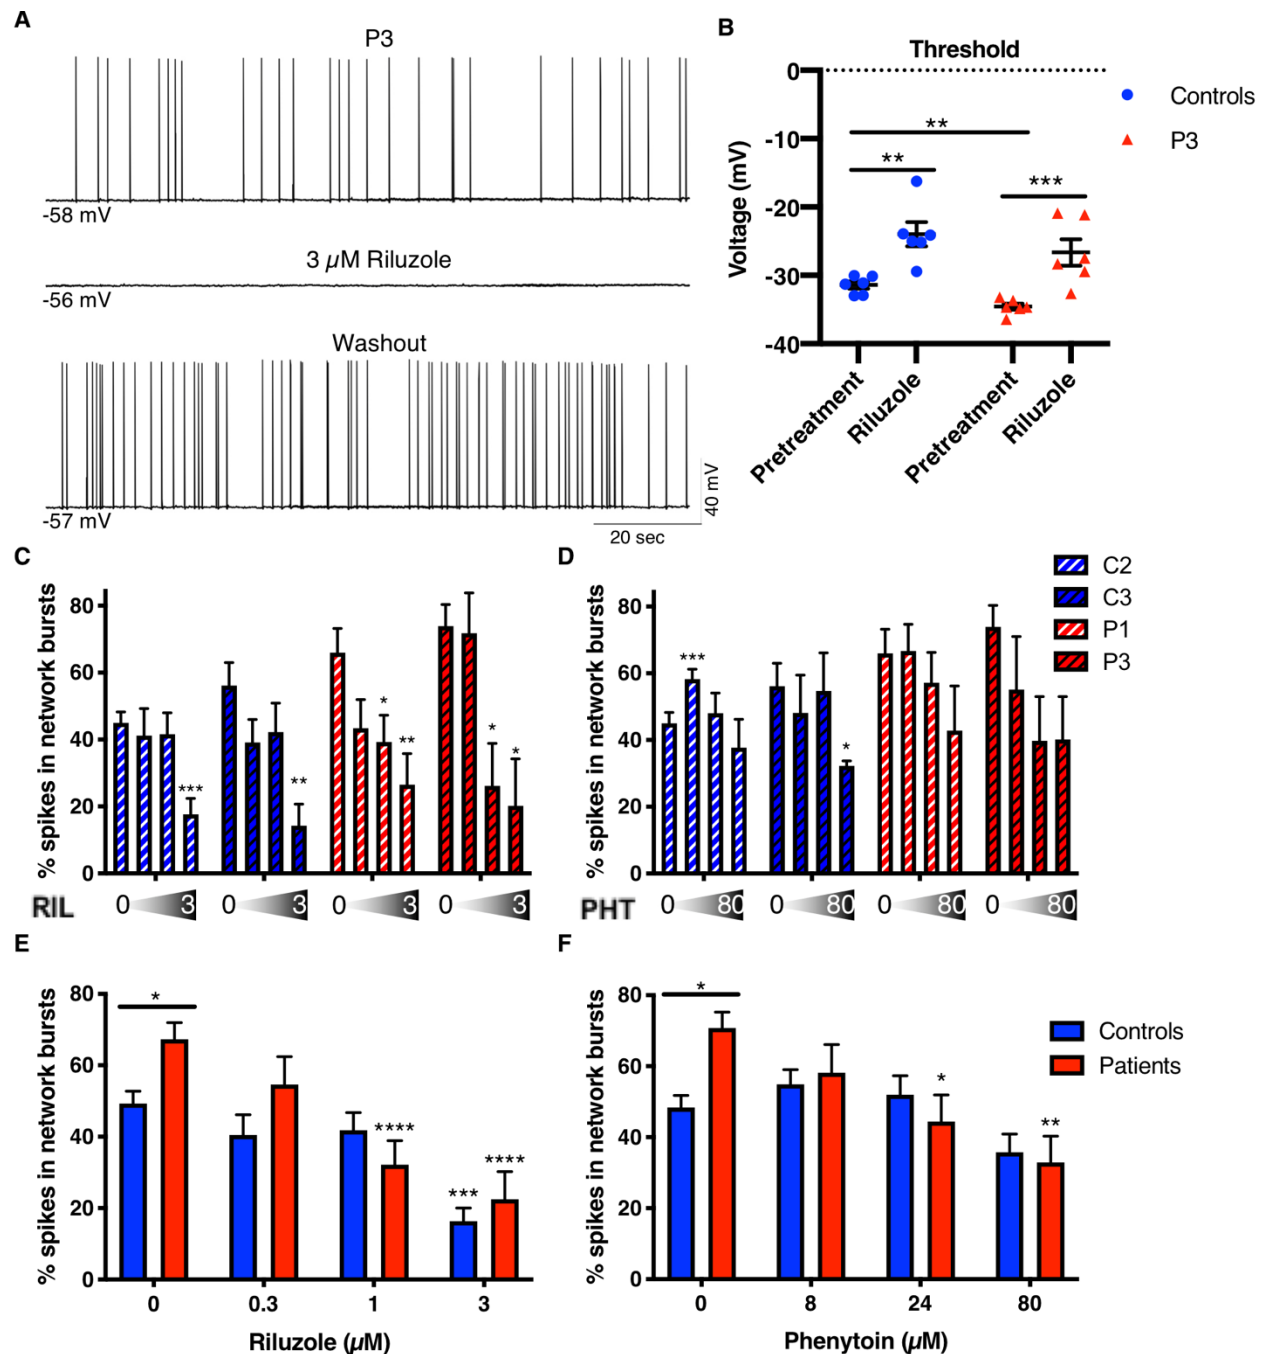 A
P3
-58 mV
3 µM Riluzole
-56 mV
Washout
-57 mV
40 mV
20 sec
B
Threshold
Voltage (mV)
0
-10
-20
-30
-40
**
**
***
Pretreatment
Riluzole
Pretreatment
Riluzole
Controls
P3
C
% spikes in network bursts
80
60
40
20
0
***
**
*
**
*
*
RIL
0 3
0 3
0 3
0 3
D
% spikes in network bursts
80
60
40
20
0
***
*
PHT
0 80
0 80
0 80
0 80
C2
C3
P1
P3
E
% spikes in network bursts
80
60
40
20
0
*
****
***
****
0 0.3 1 3
Riluzole (µM)
F
% spikes in network bursts
80
60
40
20
0
*
*
**
0 8 24 80
Phenytoin (µM)
Controls
Patients